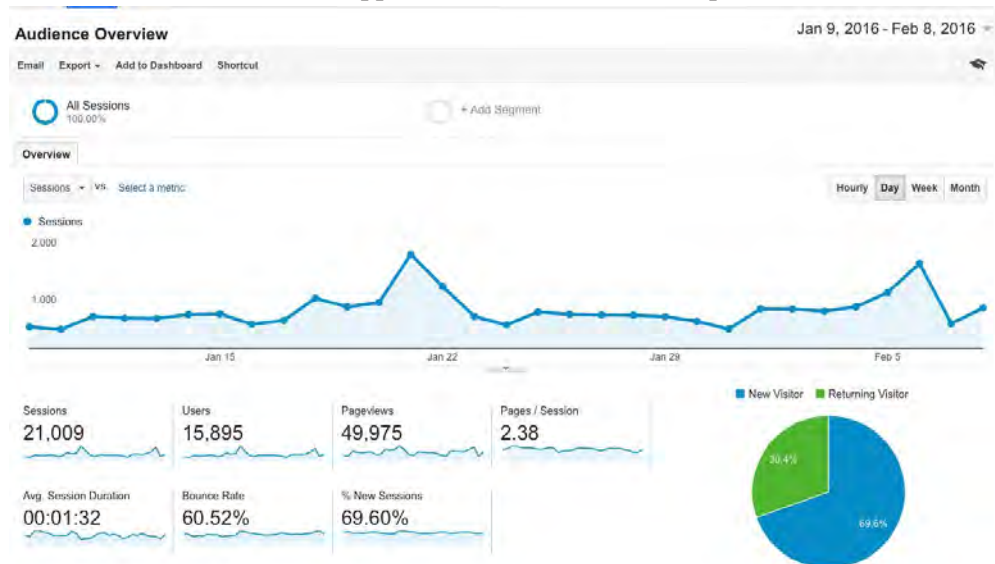 Audience Overview
Jan 9, 2016 - Feb 8, 2016
Email Export Add to Dashboard Shortcut
All Sessions
100.00%
+ Add Segment
Overview
Sessions VS. Select a metric
Hourly Day Week Month
Sessions
2,000
1,000
Jan 15 Jan 22 Jan 29 Feb 5
New Visitor Returning Visitor
Sessions Users Pageviews Pages / Session
21,009 15,895 49,975 2.38
30.4%
Avg. Session Duration Bounce Rate % New Sessions
00:01:32 60.52% 69.60%
69.6%